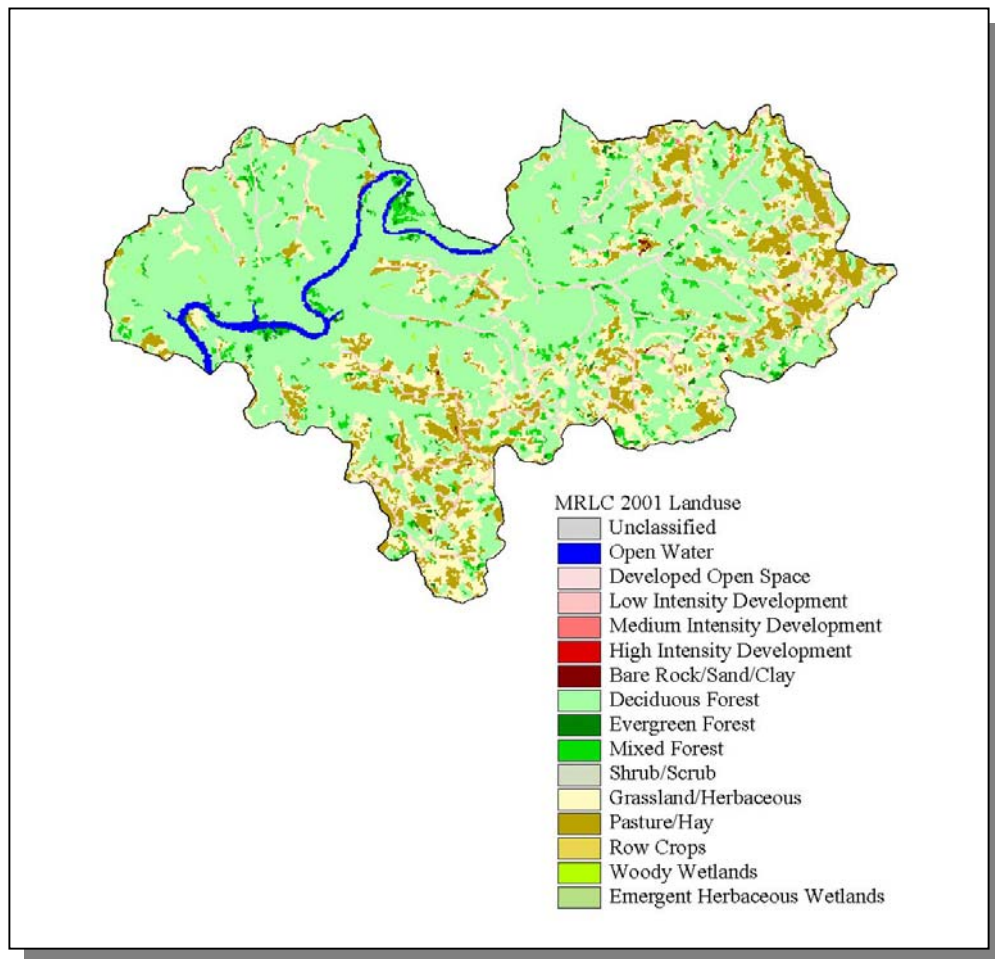 MRLC 2001 Landuse
Unclassified
Open Water
Developed Open Space
Low Intensity Development
Medium Intensity Development
High Intensity Development
Bare Rock/Sand/Clay
Deciduous Forest
Evergreen Forest
Mixed Forest
Shrub/Scrub
Grassland/Herbaceous
Pasture/Hay
Row Crops
Woody Wetlands
Emergent Herbaceous Wetlands